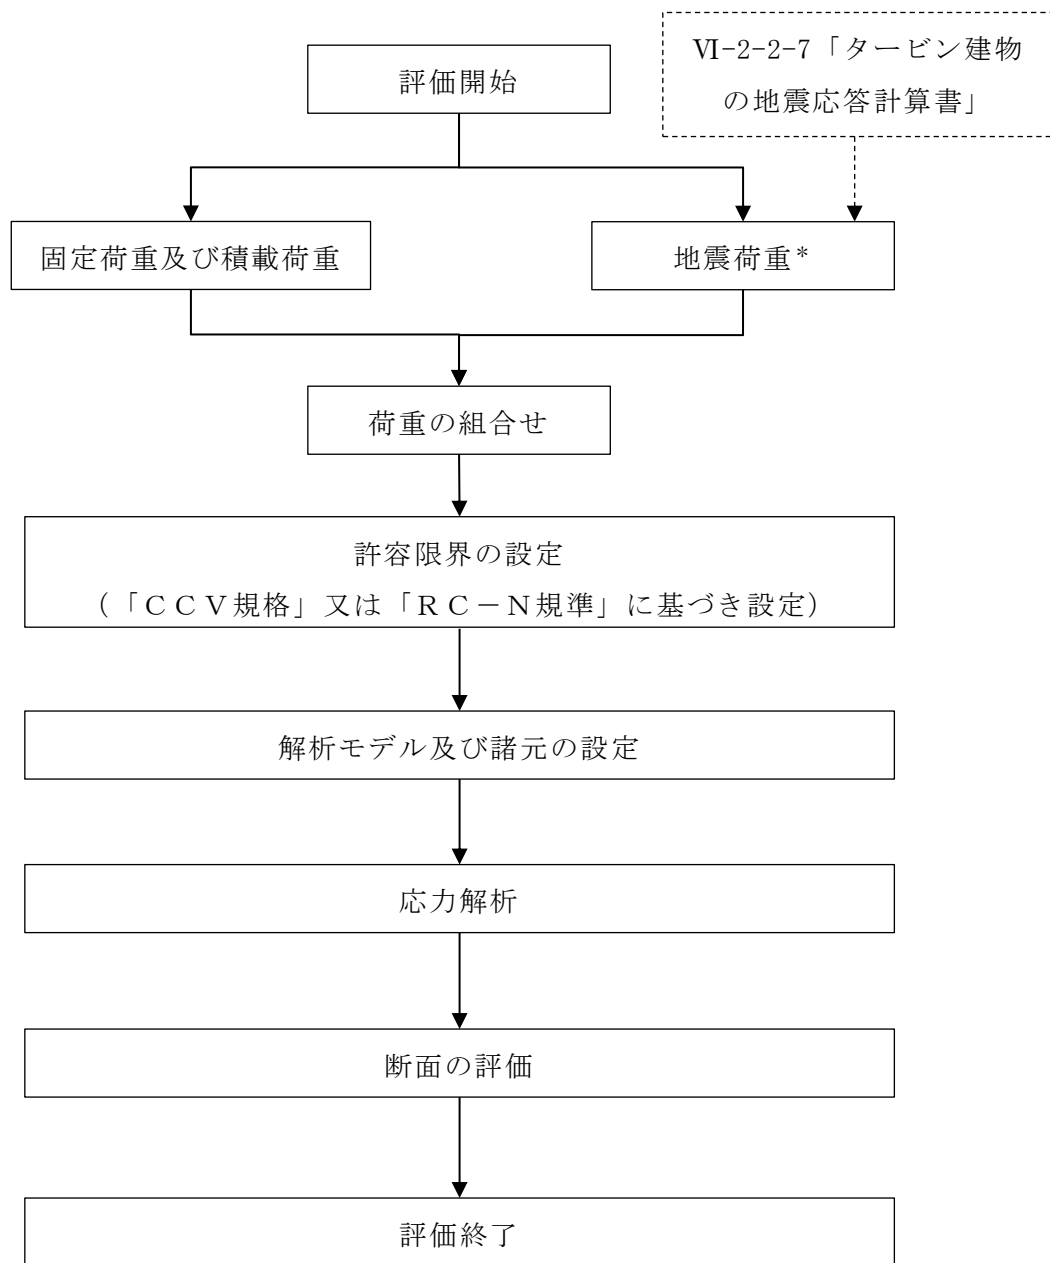 Ⅵ-2-2-7「タービン建物
の地震応答計算書」
評価開始
固定荷重及び積載荷重
地震荷重*
荷重の組合せ
許容限界の設定
（「ＣＣＶ規格」又は「ＲＣ－Ｎ規準」に基づき設定）
解析モデル及び諸元の設定
応力解析
断面の評価
評価終了